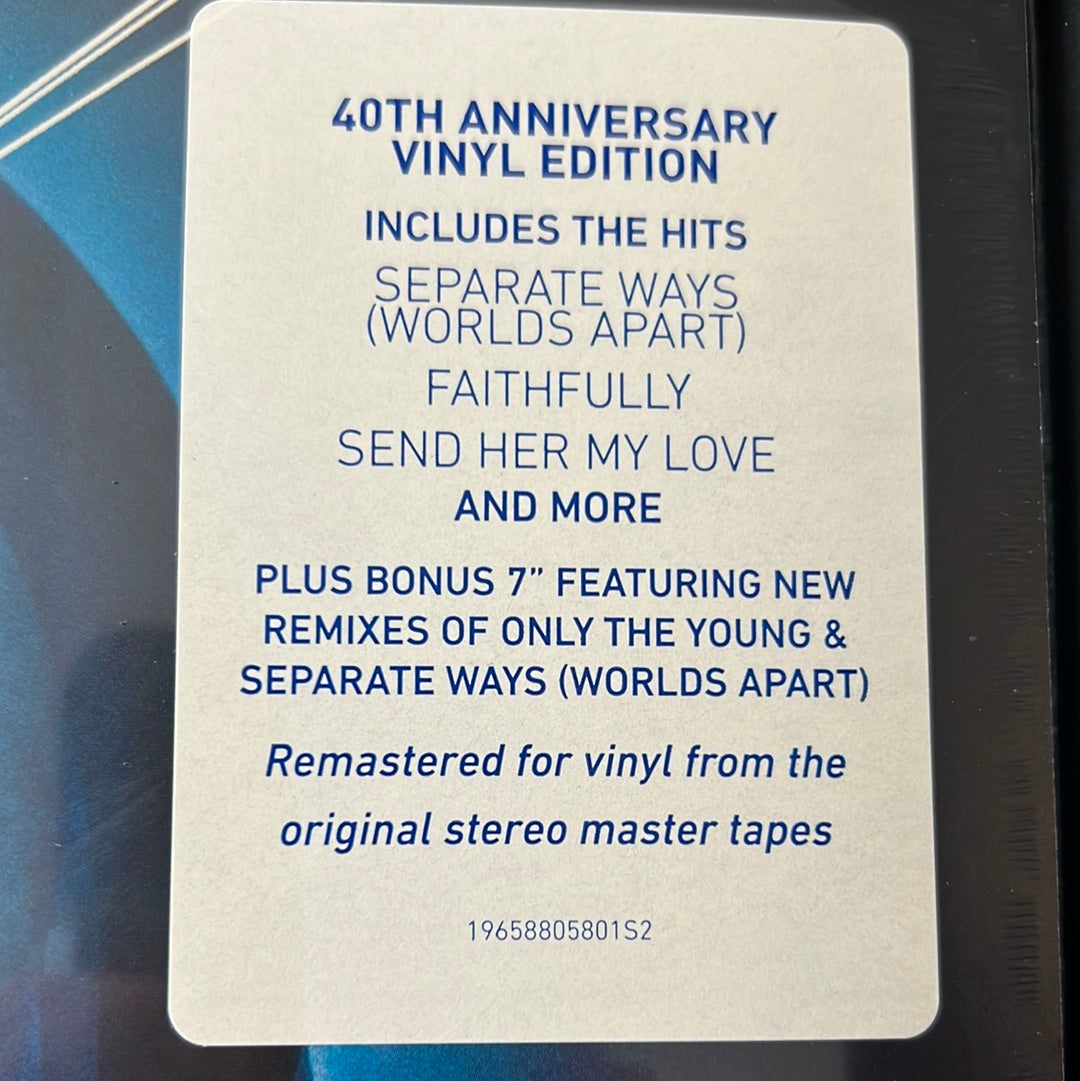 40TH ANNIVERSARY
VINYL EDITION
INCLUDES THE HITS
SEPARATE WAYS
(WORLDS APART)
FAITHFULLY
SEND HER MY LOVE
AND MORE
PLUS BONUS 7” FEATURING NEW
REMIXES OF ONLY THE YOUNG &
SEPARATE WAYS (WORLDS APART)
Remastered for vinyl from the
original stereo master tapes
19658805801S2